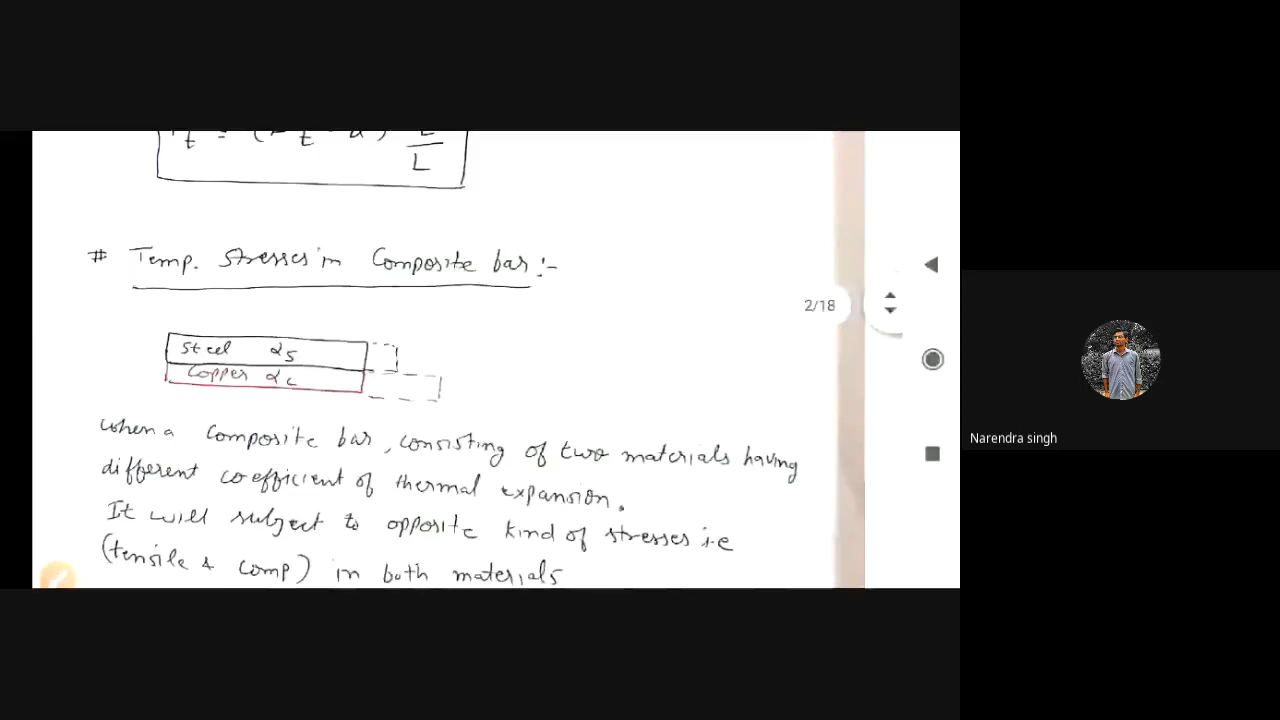 t = ( t - a ) 
L
# Temp. Stresses in Composite bar :-
2/18
Steel αs
Copper αc
Narendra singh
when a composite bar, consisting of two materials having
different coefficient of thermal expansion.
It will subject to opposite kind of stresses i.e
(tensile & comp) in both materials